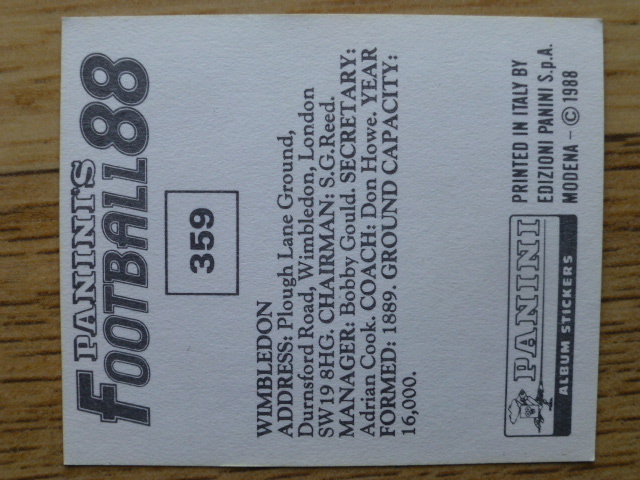 PANINI'S
FOOTBALL 88
359
WIMBLEDON
ADDRESS: Plough Lane Ground,
Durnsford Road, Wimbledon, London
SW19 8HG. CHAIRMAN: S.G.Reed.
MANAGER: Bobby Gould. SECRETARY:
Adrian Cook. COACH: Don Howe. YEAR
FORMED: 1889. GROUND CAPACITY:
16,000.
PANINI
ALBUM STICKERS
PRINTED IN ITALY BY
EDIZIONI PANINI S.p.A.
MODENA - © 1988